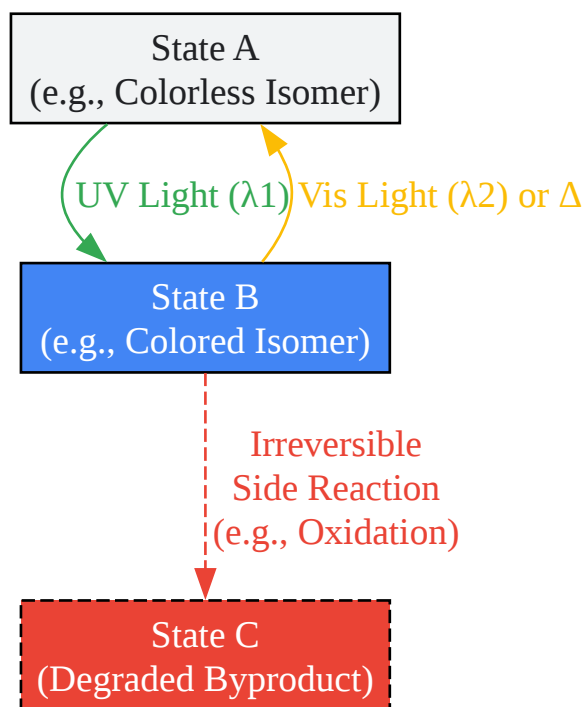 State A
(e.g., Colorless Isomer)
UV Light (λ1)
Vis Light (λ2) or Δ
State B
(e.g., Colored Isomer)
Irreversible
Side Reaction
(e.g., Oxidation)
State C
(Degraded Byproduct)